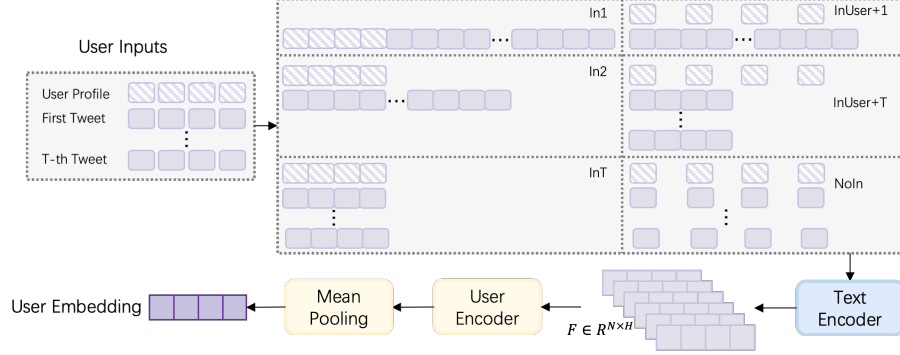 User Inputs
User Profile
First Tweet
T-th Tweet
In1
InUser+1
In2
InUser+T
InT
NoIn
User Embedding
Mean
Pooling
User
Encoder
F ∈ R^{N×H}
Text
Encoder